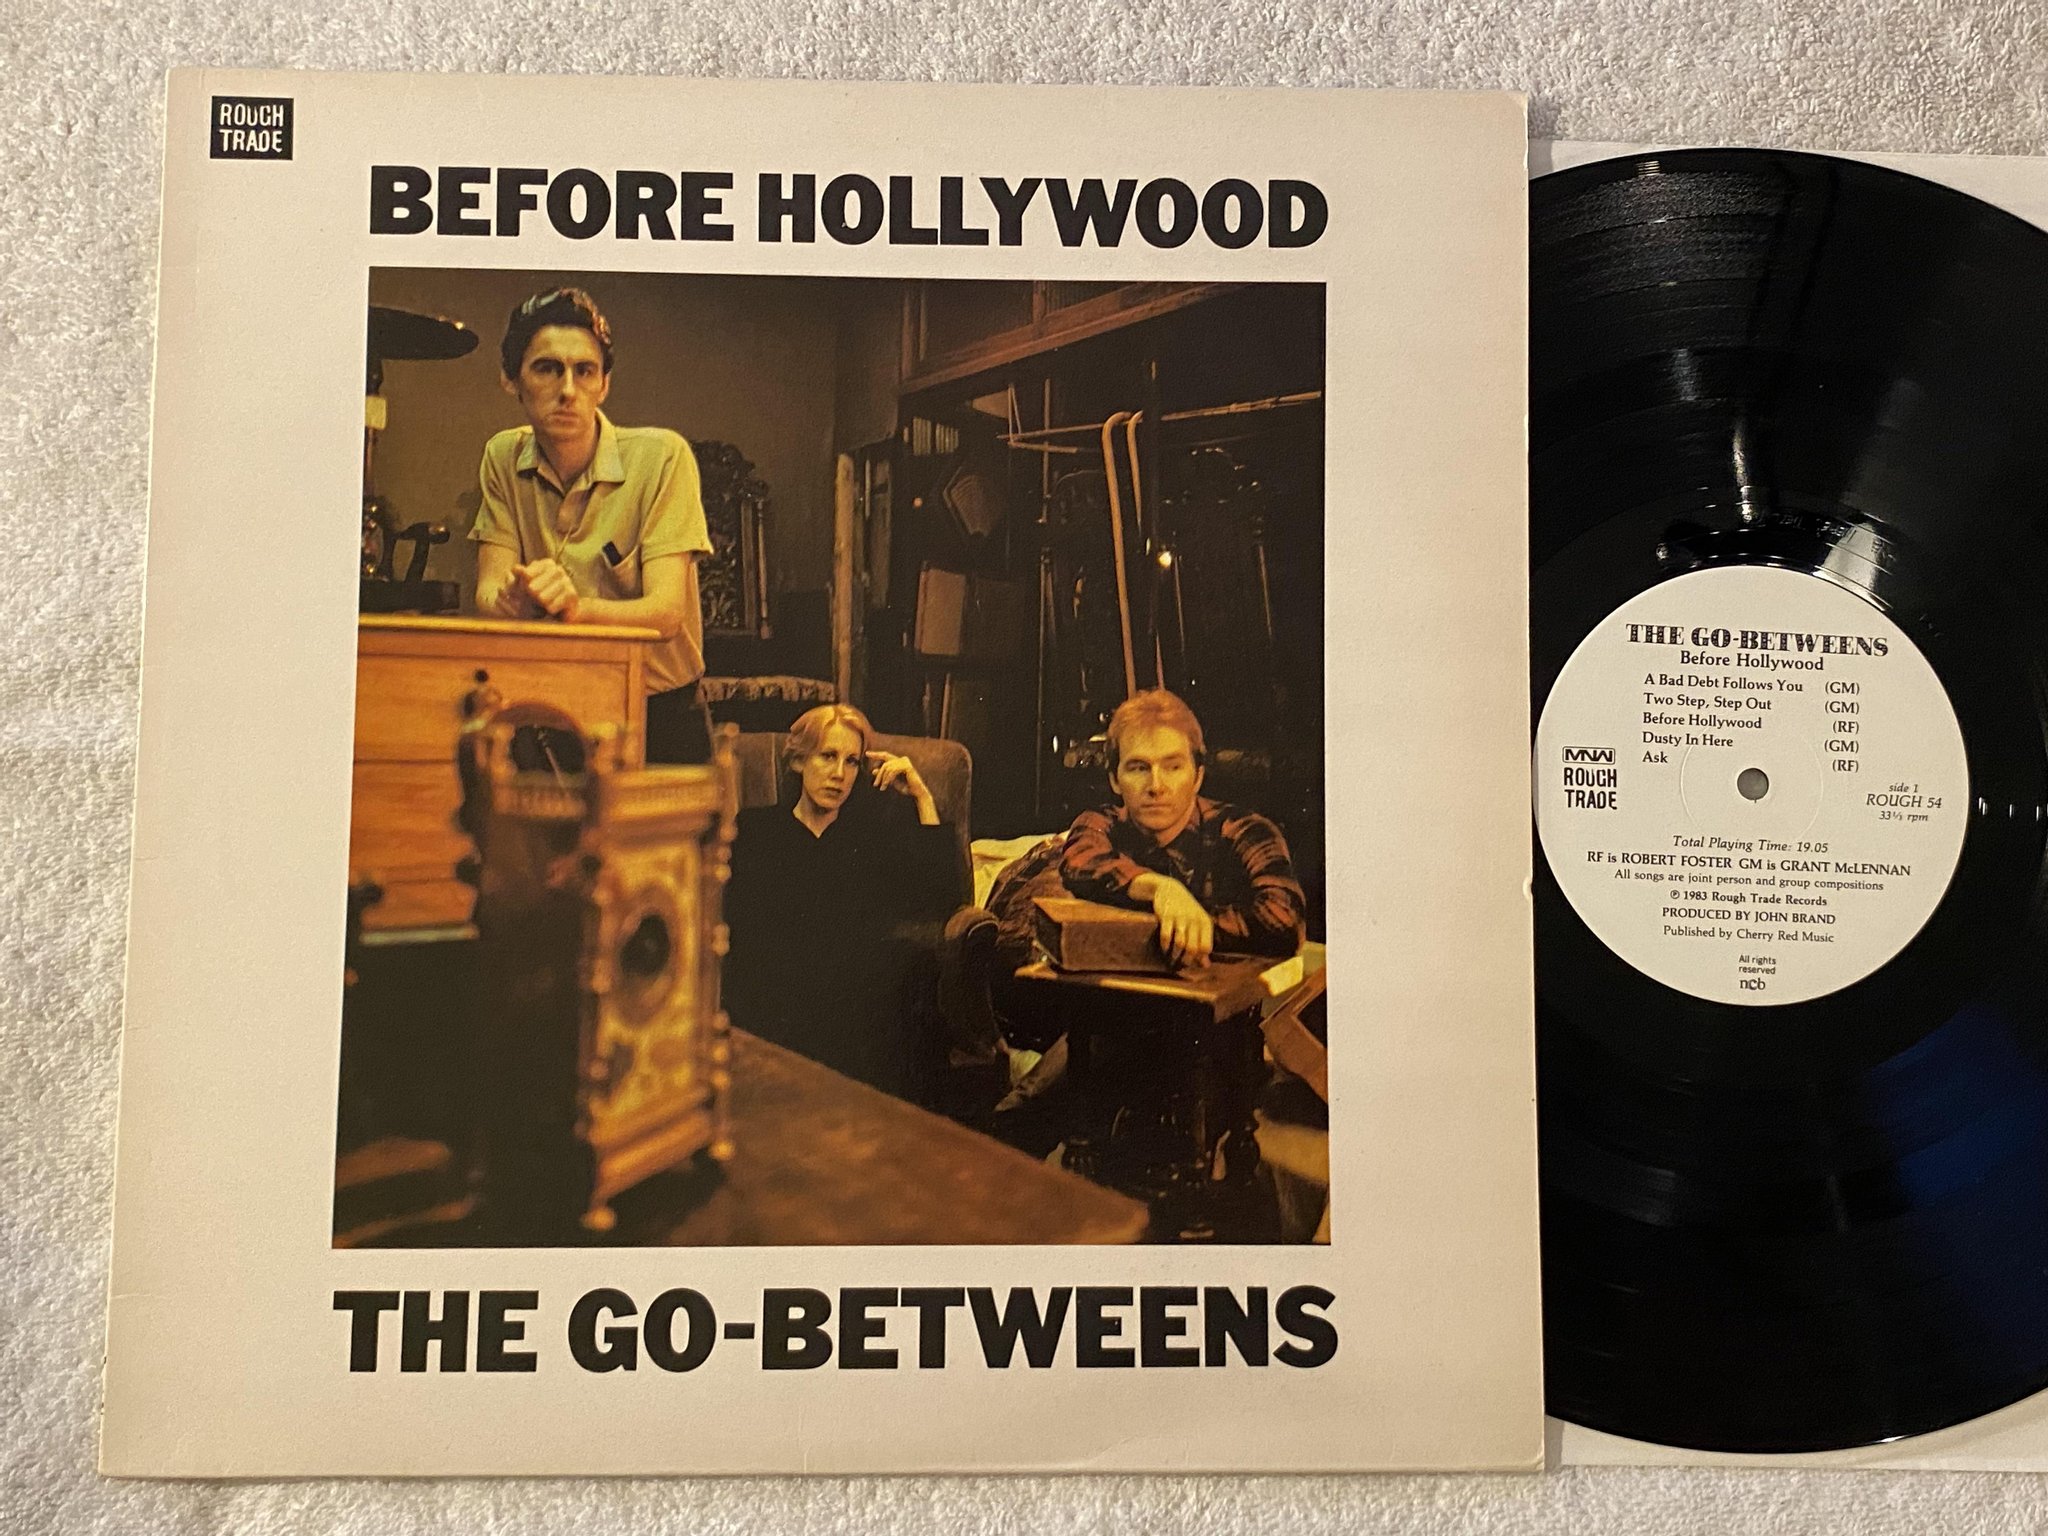 ROUGH
TRADE
BEFORE HOLLYWOOD
THE GO-BETWEENS
THE GO-BETWEENS
Before Hollywood
A Bad Debt Follows You (GM)
Two Step, Step Out (GM)
Before Hollywood (RF)
Dusty In Here (GM)
Ask (RF)
MNW
ROUGH
TRADE
side 1
ROUGH 54
33⅓ rpm
Total Playing Time: 19.05
RF is ROBERT FOSTER GM is GRANT McLENNAN
All songs are joint person and group compositions
℗ 1983 Rough Trade Records
PRODUCED BY JOHN BRAND
Published by Cherry Red Music
All rights
reserved
ncb